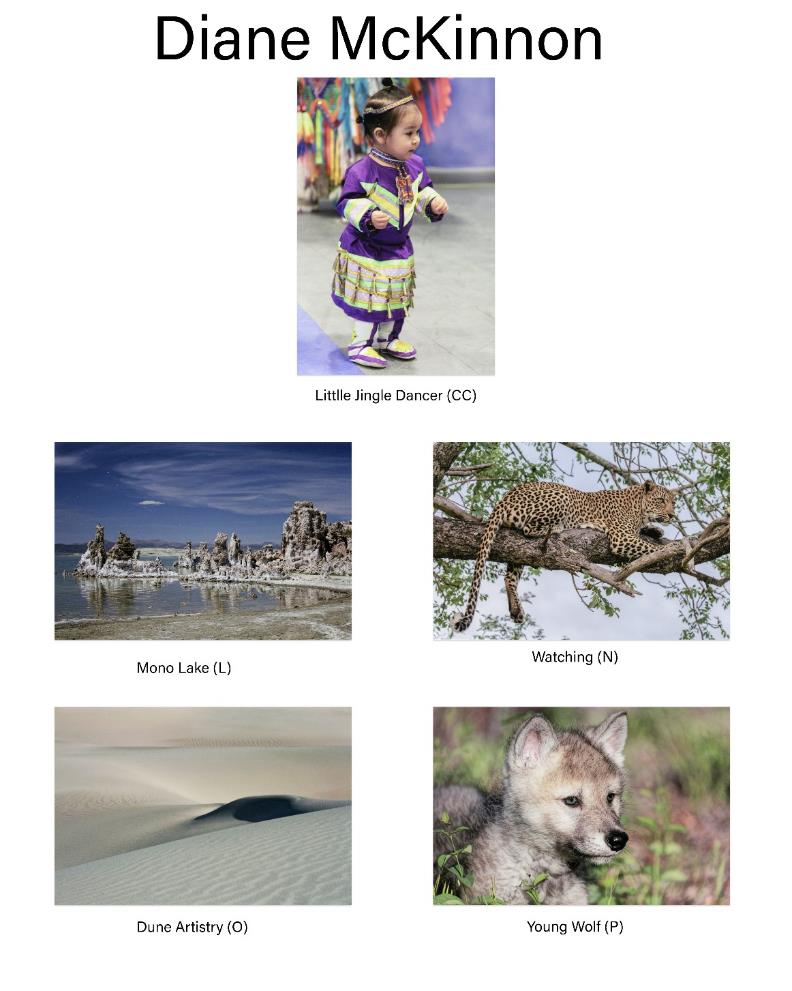 Diane McKinnon
Littlle Jingle Dancer (CC)
Mono Lake (L)
Watching (N)
Dune Artistry (O)
Young Wolf (P)